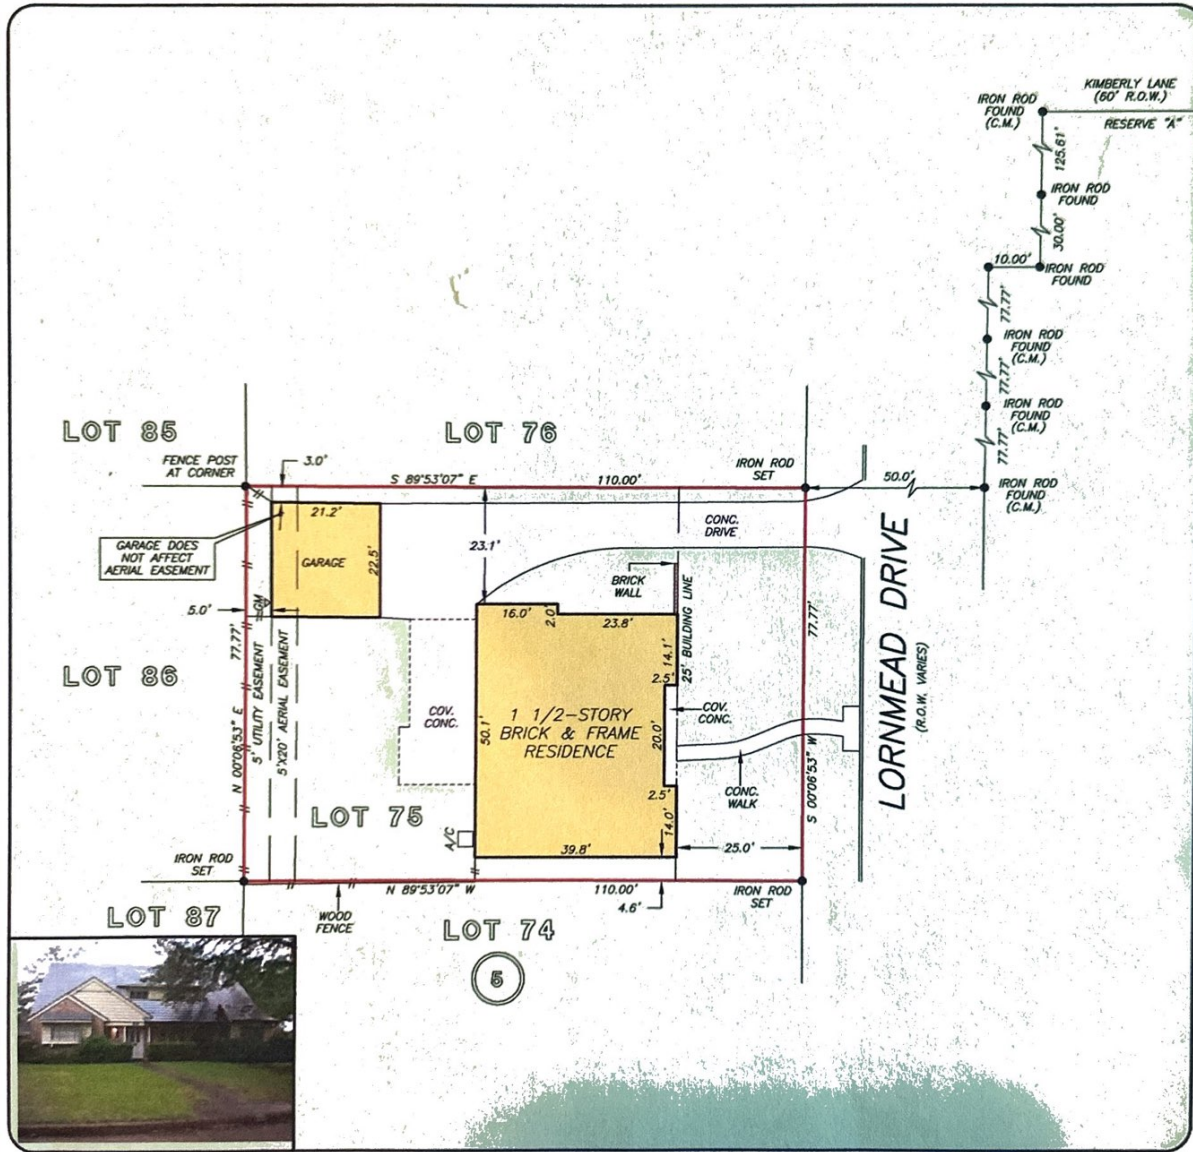 KIMBERLY LANE
(60' R.O.W.)
IRON ROD
FOUND
(C.M.)
RESERVE "A"
125.61'
IRON ROD
FOUND
30.00'
10.00'
IRON ROD
FOUND
77.77'
IRON ROD
FOUND
(C.M.)
77.77'
IRON ROD
FOUND
(C.M.)
77.77'
LOT 85
LOT 76
FENCE POST
AT CORNER
3.0'
S 89°53'07" E
110.00'
IRON ROD
SET
50.0'
IRON ROD
FOUND
(C.M.)
21.2'
GARAGE DOES
NOT AFFECT
AERIAL EASEMENT
GARAGE
22.5'
23.1'
CONC.
DRIVE
BRICK
WALL
5.0'
GM
16.0'
2.0'
23.8'
77.77'
77.77'
LORNMEAD DRIVE
(R.O.W. VARIES)
14.1'
25' BUILDING LINE
LOT 86
2.5'
5' UTILITY EASEMENT
5'X20' AERIAL EASEMENT
COV.
CONC.
50.1'
1 1/2-STORY
BRICK & FRAME
RESIDENCE
20.0'
COV.
CONC.
N 00°06'53" E
S 00°06'53" W
2.5'
CONC.
WALK
LOT 75
14.0'
A/C
39.8'
25.0'
IRON ROD
SET
N 89°53'07" W
110.00'
IRON ROD
SET
4.6'
LOT 87
WOOD
FENCE
LOT 74
5